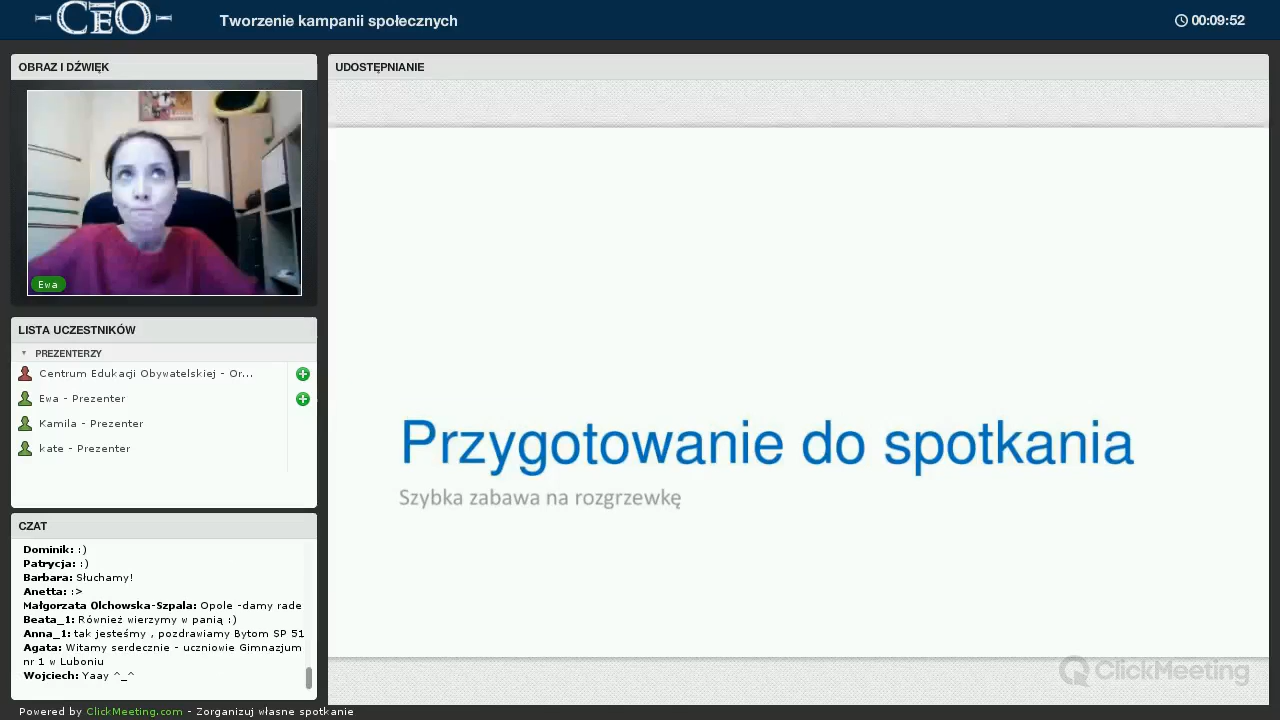 CEO
Tworzenie kampanii społecznych
00:09:52
OBRAZ I DŹWIĘK
Ewa
LISTA UCZESTNIKÓW
PREZENTERZY
Centrum Edukacji Obywatelskiej - Or...
Ewa - Prezenter
Kamila - Prezenter
kate - Prezenter
CZAT
Dominik: :)
Patrycja: :)
Barbara: Słuchamy!
Anetta: :>
Małgorzata Olchowska-Szpala: Opole -damy rade
Beata_1: Również wierzymy w panią :)
Anna_1: tak jesteśmy , pozdrawiamy Bytom SP 51
Agata: Witamy serdecznie - uczniowie Gimnazjum
nr 1 w Luboniu
Wojciech: Yaay ^_^
UDOSTĘPNIANIE
Przygotowanie do spotkania
Szybka zabawa na rozgrzewkę
ClickMeeting
Powered by ClickMeeting.com - Zorganizuj własne spotkanie